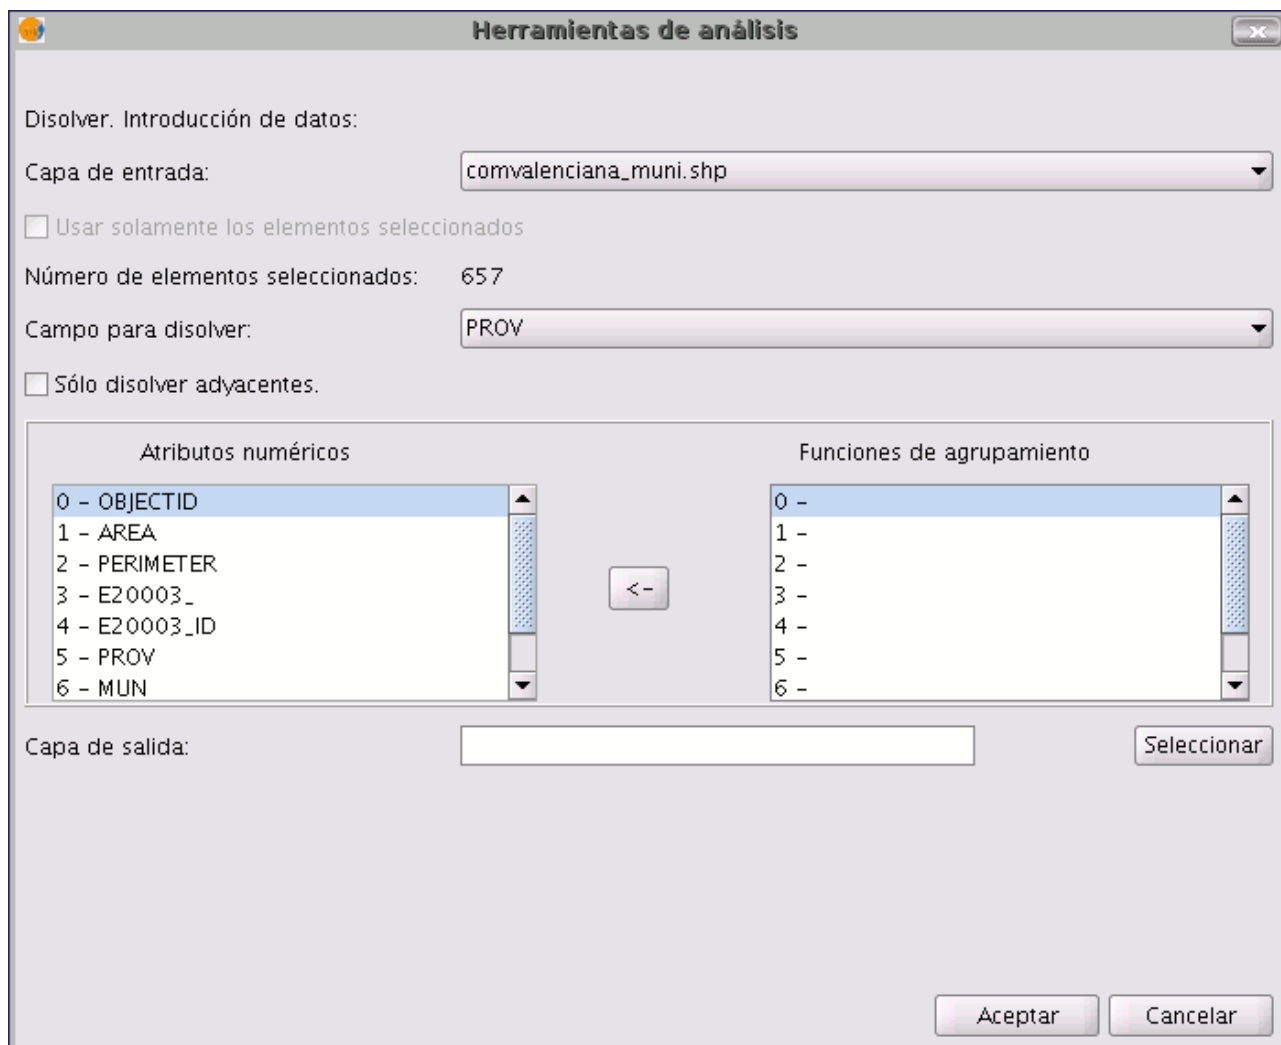 Herramientas de análisis
Disolver. Introducción de datos:
Capa de entrada: comvalenciana_muni.shp
Usar solamente los elementos seleccionados
Número de elementos seleccionados: 657
Campo para disolver: PROV
Sólo disolver adyacentes.
Atributos numéricos
0 - OBJECTID
1 - AREA
2 - PERIMETER
3 - E20003_
4 - E20003_ID
5 - PROV
6 - MUN
<-
Funciones de agrupamiento
0 -
1 -
2 -
3 -
4 -
5 -
6 -
Capa de salida: Seleccionar
Aceptar Cancelar